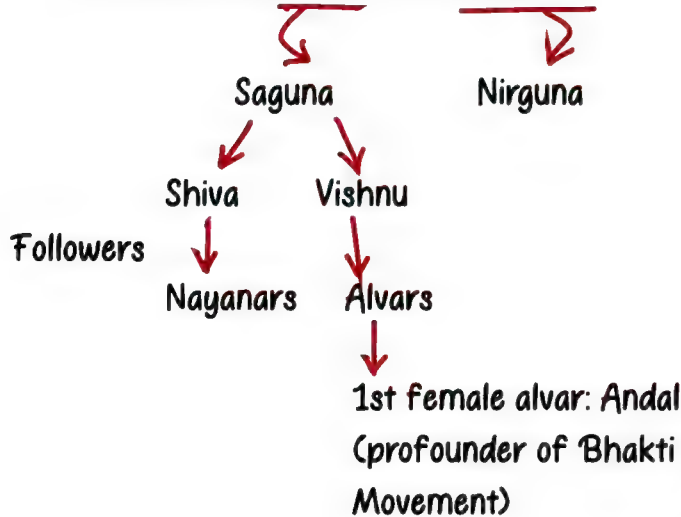 Saguna Nirguna
Shiva Vishnu
Followers
Nayanars Alvars
1st female alvar: Andal
(profounder of Bhakti
Movement)